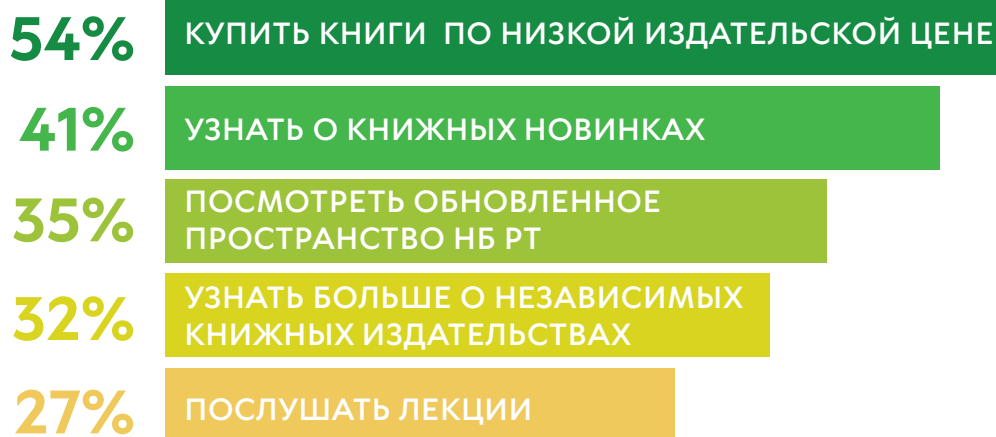 54%
КУПИТЬ КНИГИ ПО НИЗКОЙ ИЗДАТЕЛЬСКОЙ ЦЕНЕ
41%
УЗНАТЬ О КНИЖНЫХ НОВИНКАХ
35%
ПОСМОТРЕТЬ ОБНОВЛЕННОЕ
ПРОСТРАНСТВО НБ РТ
32%
УЗНАТЬ БОЛЬШЕ О НЕЗАВИСИМЫХ
КНИЖНЫХ ИЗДАТЕЛЬСТВАХ
27%
ПОСЛУШАТЬ ЛЕКЦИИ